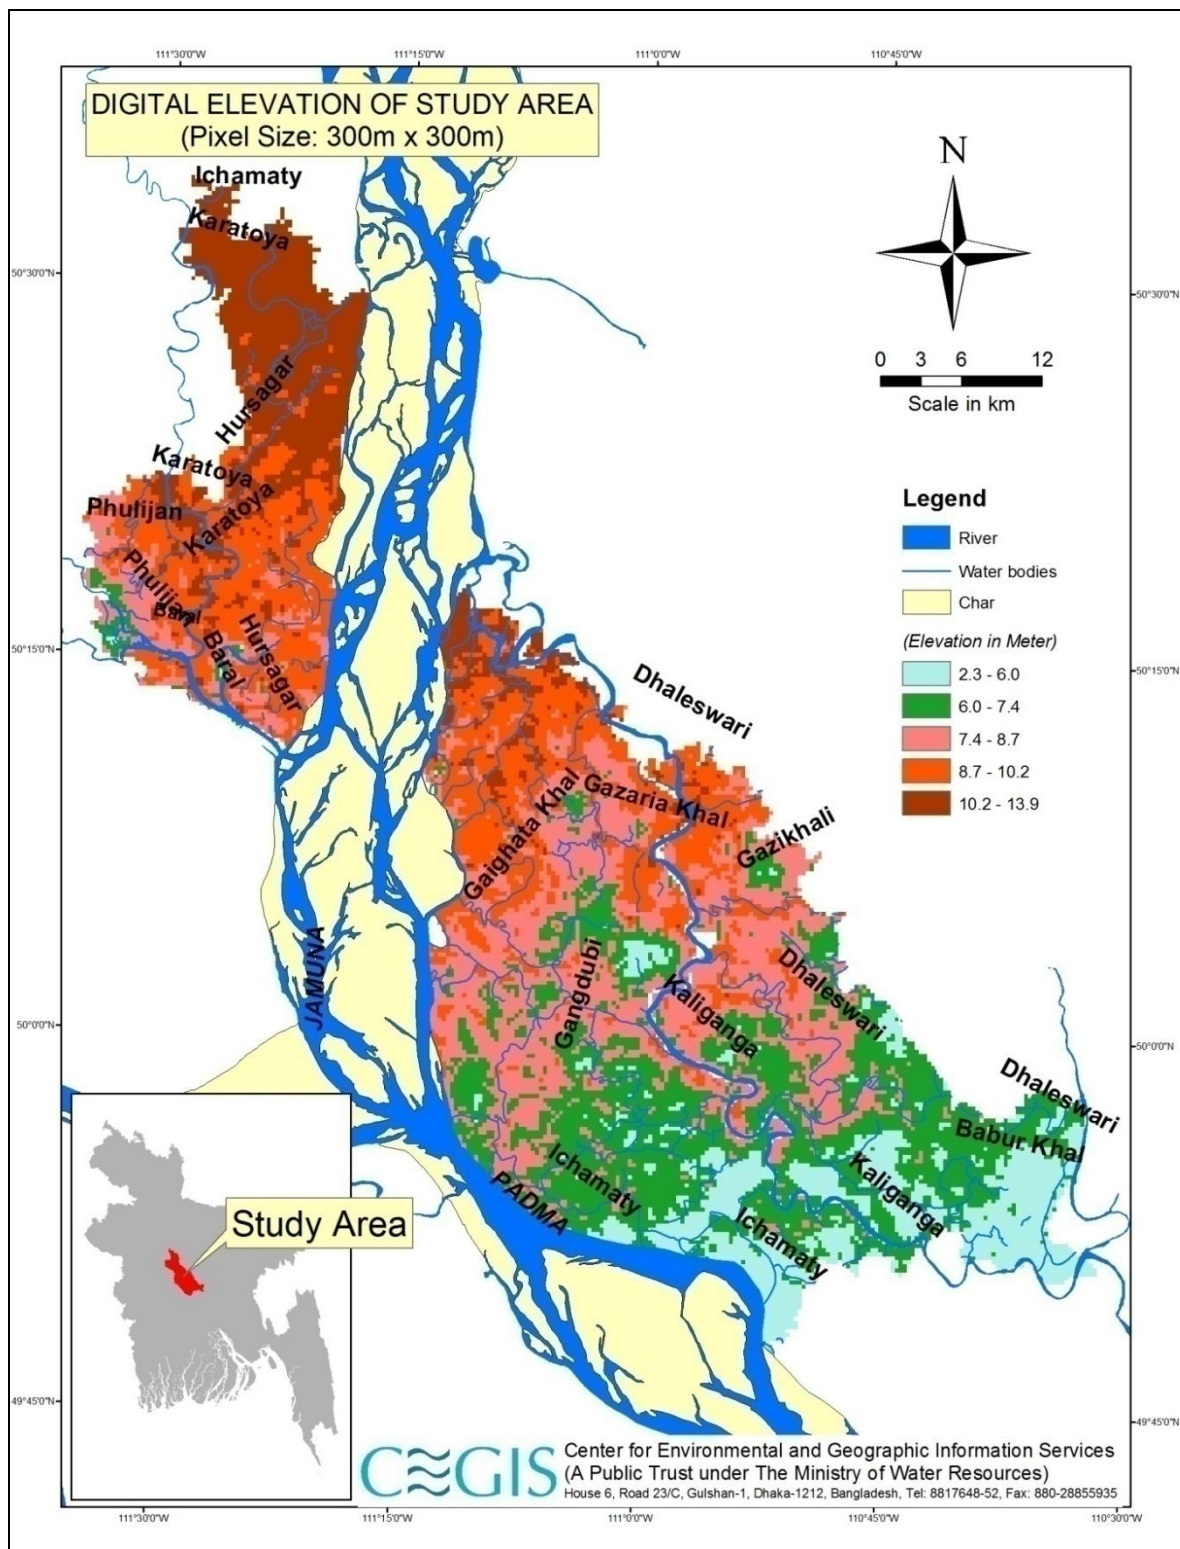 111°30'0"W
111°15'0"W
111°0'0"W
110°45'0"W
DIGITAL ELEVATION OF STUDY AREA
(Pixel Size: 300m x 300m)
N
Ichamaty
Karatoya
50°30'0"N
50°30'0"N
0 3 6 12
Scale in km
Hursagar
Karatoya
Phulijan
Karatoya
Legend
River
Water bodies
Char
(Elevation in Meter)
2.3 - 6.0
6.0 - 7.4
7.4 - 8.7
8.7 - 10.2
10.2 - 13.9
Phulijan
Baral
Hursagar
50°15'0"N
50°15'0"N
Dhaleswari
Gazaria Khal
Gaighata Khal
Gazikhali
JAMUNA
Gangdubi
Kaliganga
Dhaleswari
50°0'0"N
50°0'0"N
Dhaleswari
Babur Khal
Ichamaty
PADMA
Kaliganga
Ichamaty
Study Area
49°45'0"N
49°45'0"N
CEGIS
Center for Environmental and Geographic Information Services
(A Public Trust under The Ministry of Water Resources)
House 6, Road 23/C, Gulshan-1, Dhaka-1212, Bangladesh, Tel: 8817648-52, Fax: 880-28855935
111°30'0"W
111°15'0"W
111°0'0"W
110°45'0"W
110°30'0"W